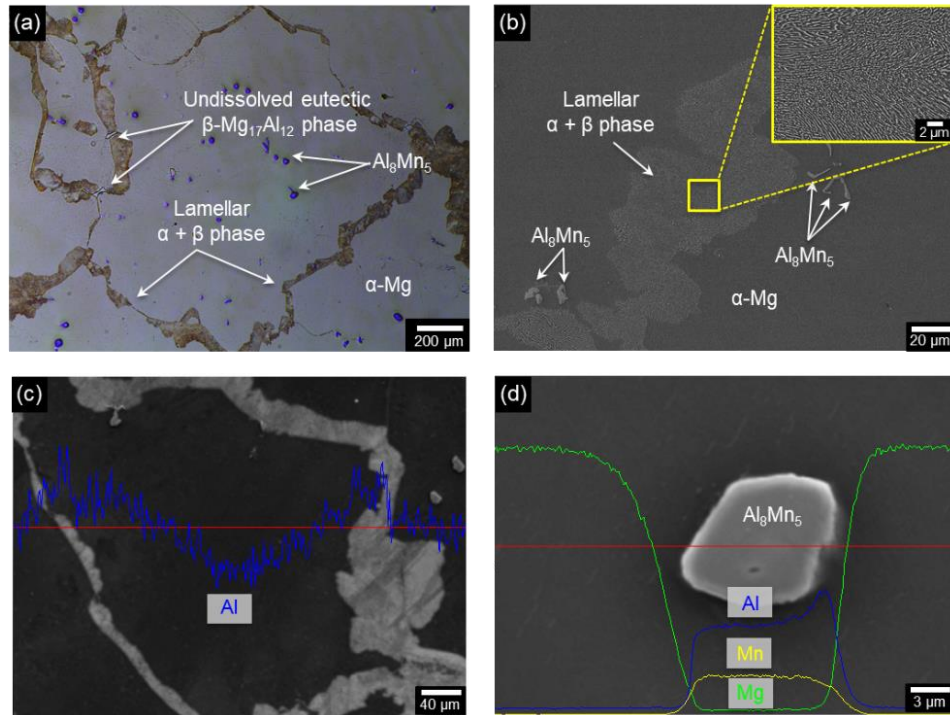 (a)
Undissolved eutectic
β-Mg₁₇Al₁₂ phase
Al₈Mn₅
Lamellar
α + β phase
α-Mg
200 µm
(b)
Lamellar
α + β phase
2 µm
Al₈Mn₅
Al₈Mn₅
α-Mg
20 µm
(c)
Al
40 µm
(d)
Al₈Mn₅
Al
Mn
Mg
3 µm